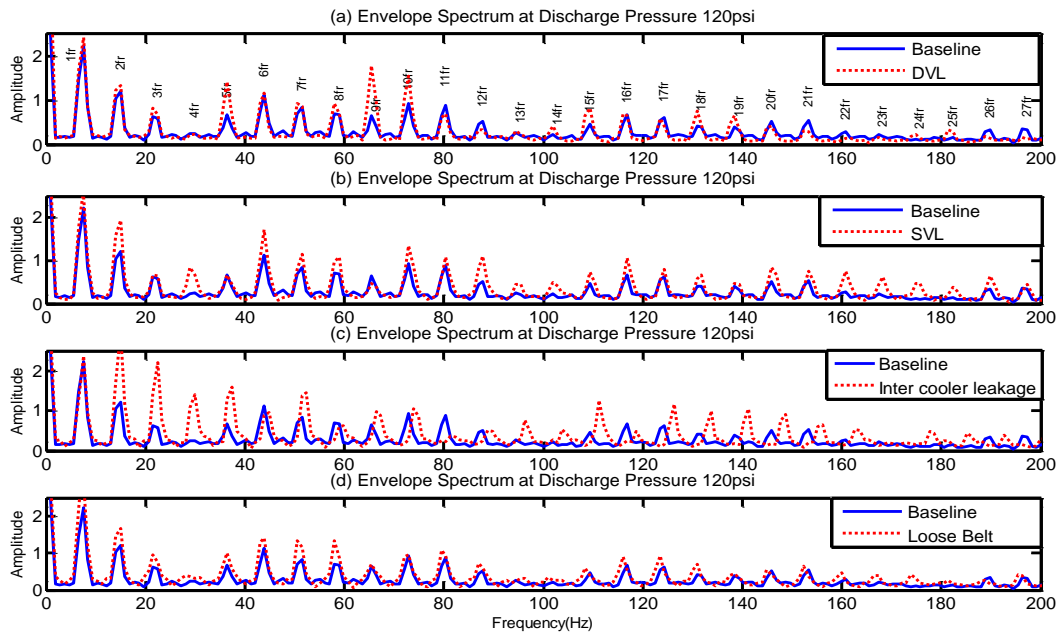 (a) Envelope Spectrum at Discharge Pressure 120psi
Amplitude
2
1
0
1fr
2fr
3fr
4fr
5fr
6fr
7fr
8fr
9fr
10fr
11fr
12fr
13fr
14fr
15fr
16fr
17fr
18fr
19fr
20fr
21fr
22fr
23fr
24fr
25fr
26fr
27fr
Baseline
DVL
0 20 40 60 80 100 120 140 160 180 200
(b) Envelope Spectrum at Discharge Pressure 120psi
Amplitude
2
1
0
Baseline
SVL
0 20 40 60 80 100 120 140 160 180 200
(c) Envelope Spectrum at Discharge Pressure 120psi
Amplitude
2
1
0
Baseline
Inter cooler leakage
0 20 40 60 80 100 120 140 160 180 200
(d) Envelope Spectrum at Discharge Pressure 120psi
Amplitude
2
1
0
Baseline
Loose Belt
0 20 40 60 80 100 120 140 160 180 200
Frequency(Hz)